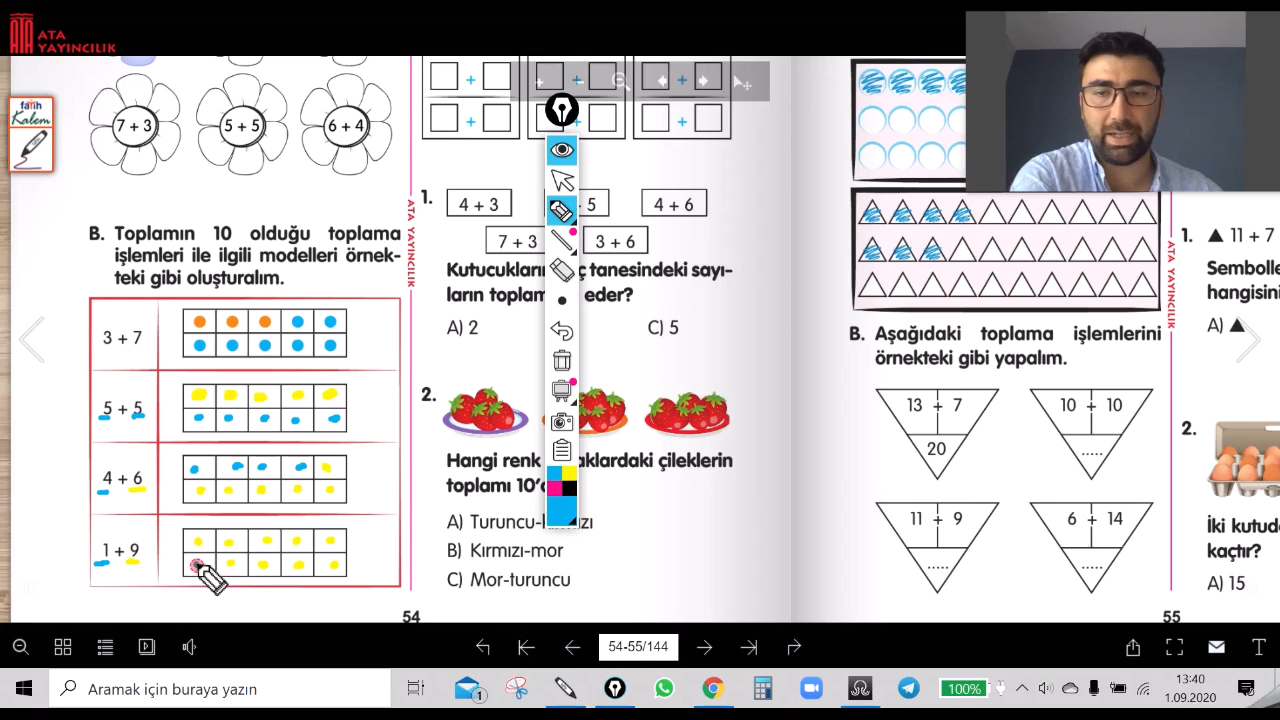 ATA
YAYINCILIK
fatih
Kalem
7 + 3
5 + 5
6 + 4
B. Toplamın 10 olduğu toplama
işlemleri ile ilgili modelleri örnek-
teki gibi oluşturalım.
3 + 7
5 + 5
4 + 6
1 + 9
ATA YAYINCILIK
54
+ + +
+ + +
1.
4 + 3
5
4 + 6
7 + 3
3 + 6
Kutucukların tanesindeki sayı-
ların toplam eder?
A) 2
C) 5
2.
Hangi renk aklardaki çileklerin
toplamı 10'
A) Turuncu-k zı
B) Kırmızı-mor
C) Mor-turuncu
B. Aşağıdaki toplama işlemlerini
örnekteki gibi yapalım.
13 + 7
20
10 + 10
.....
11 + 9
.....
6 + 14
.....
ATA YAYINCILIK
55
1. ▲ 11 + 7
Sembolle
hangisini
A) ▲
2.
İki kutuda
kaçtır?
A) 15
54-55/144
T
Aramak için buraya yazın
1
100%
13:40
1.09.2020